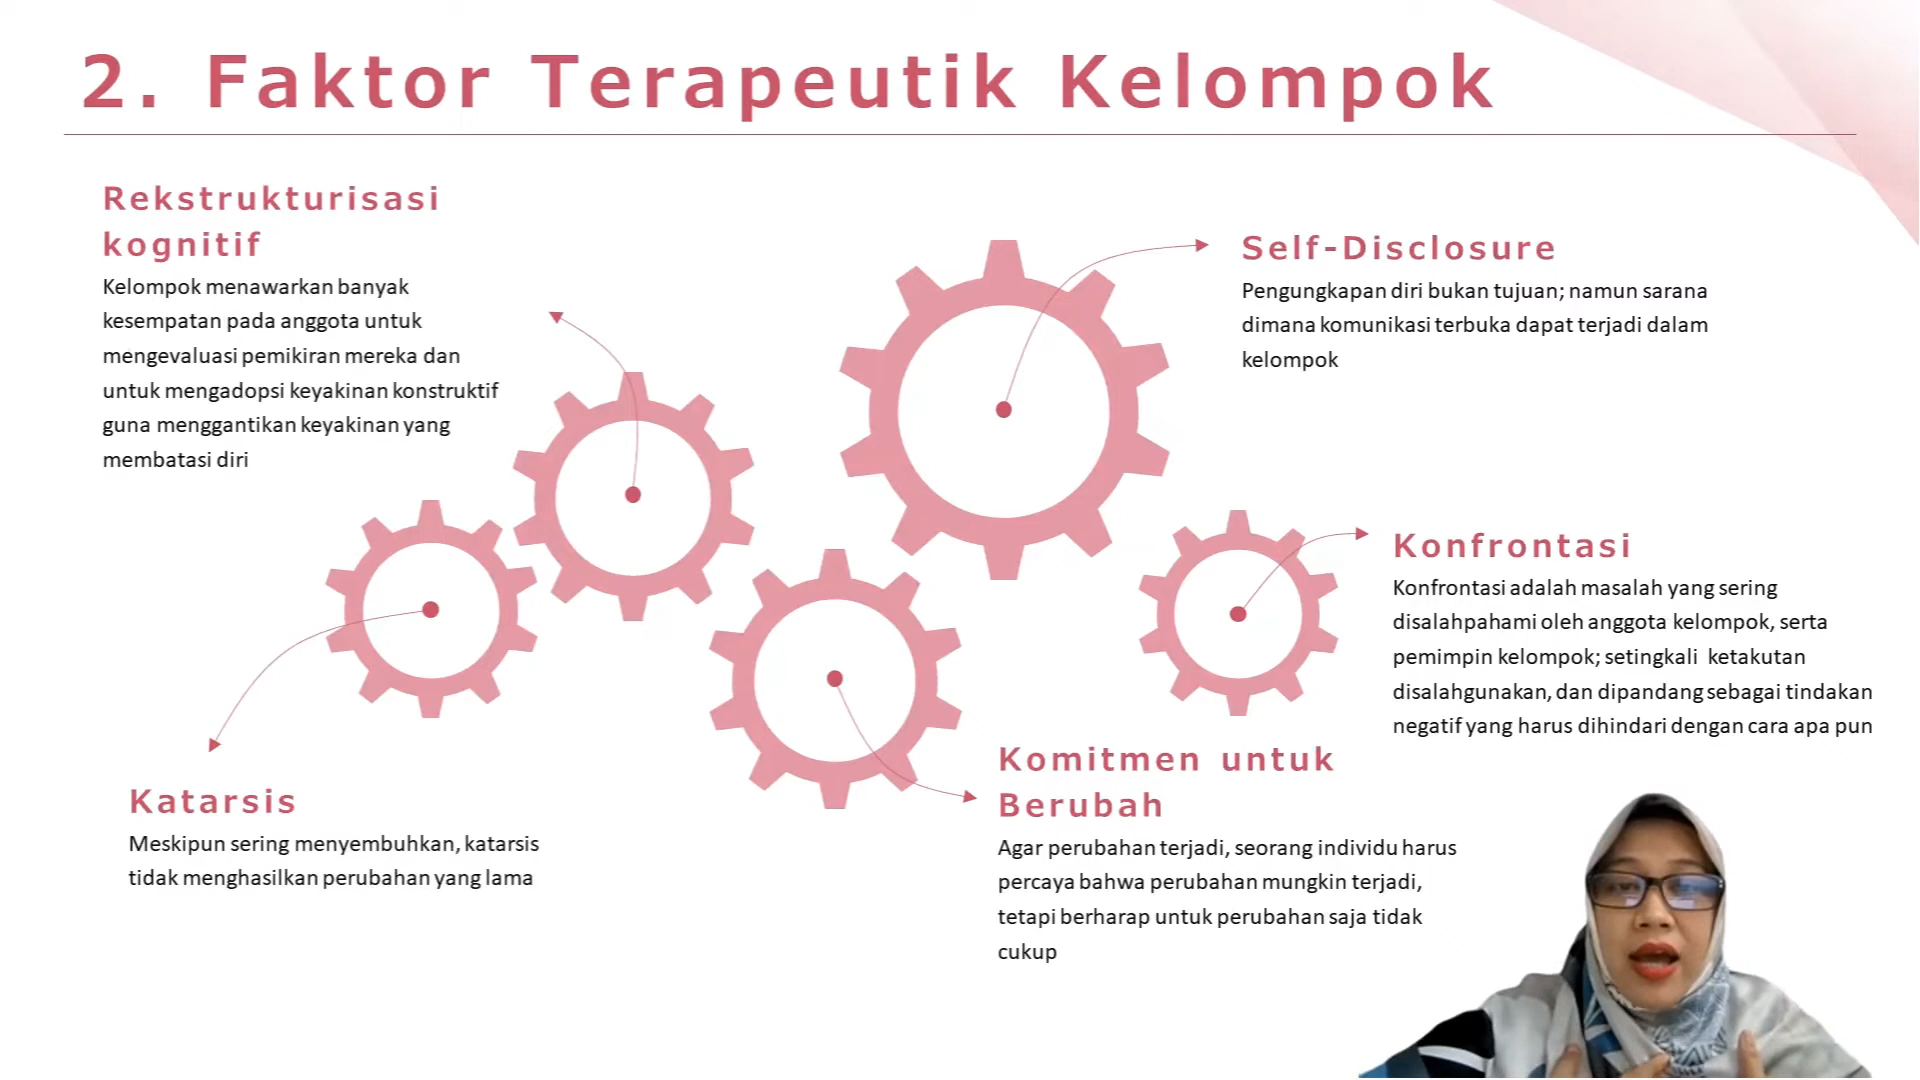 2. Faktor Terapeutik Kelompok
Rekstrukturisasi
kognitif
Kelompok menawarkan banyak
kesempatan pada anggota untuk
mengevaluasi pemikiran mereka dan
untuk mengadopsi keyakinan konstruktif
guna menggantikan keyakinan yang
membatasi diri
Self-Disclosure
Pengungkapan diri bukan tujuan; namun sarana
dimana komunikasi terbuka dapat terjadi dalam
kelompok
Konfrontasi
Konfrontasi adalah masalah yang sering
disalahpahami oleh anggota kelompok, serta
pemimpin kelompok; setingkali ketakutan
disalahgunakan, dan dipandang sebagai tindakan
negatif yang harus dihindari dengan cara apa pun
Katarsis
Meskipun sering menyembuhkan, katarsis
tidak menghasilkan perubahan yang lama
Komitmen untuk
Berubah
Agar perubahan terjadi, seorang individu harus
percaya bahwa perubahan mungkin terjadi,
tetapi berharap untuk perubahan saja tidak
cukup